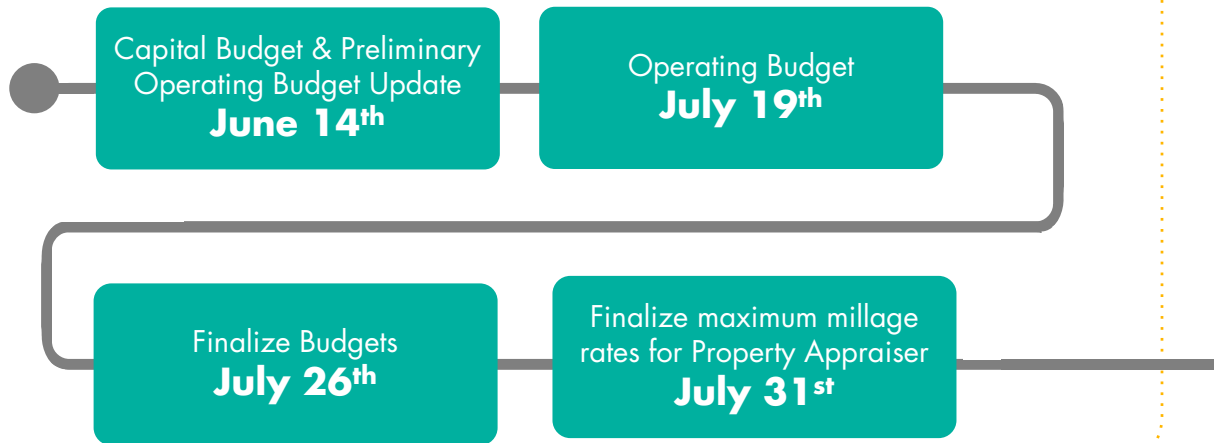 Capital Budget & Preliminary
Operating Budget Update
June 14th
Operating Budget
July 19th
Finalize Budgets
July 26th
Finalize maximum millage
rates for Property Appraiser
July 31st